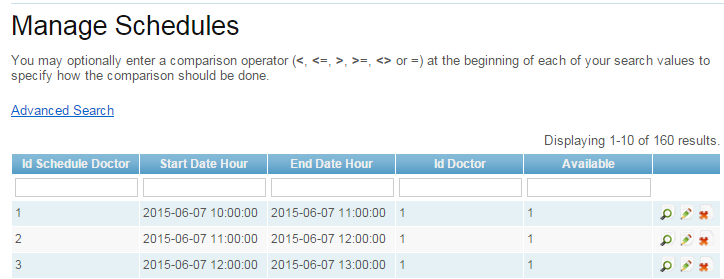 Manage Schedules
You may optionally enter a comparison operator (<, <=, >, >=, <> or =) at the beginning of each of your search values to
specify how the comparison should be done.
Advanced Search
Displaying 1-10 of 160 results.
Id Schedule Doctor Start Date Hour End Date Hour Id Doctor Available
1 2015-06-07 10:00:00 2015-06-07 11:00:00 1 1
2 2015-06-07 11:00:00 2015-06-07 12:00:00 1 1
3 2015-06-07 12:00:00 2015-06-07 13:00:00 1 1